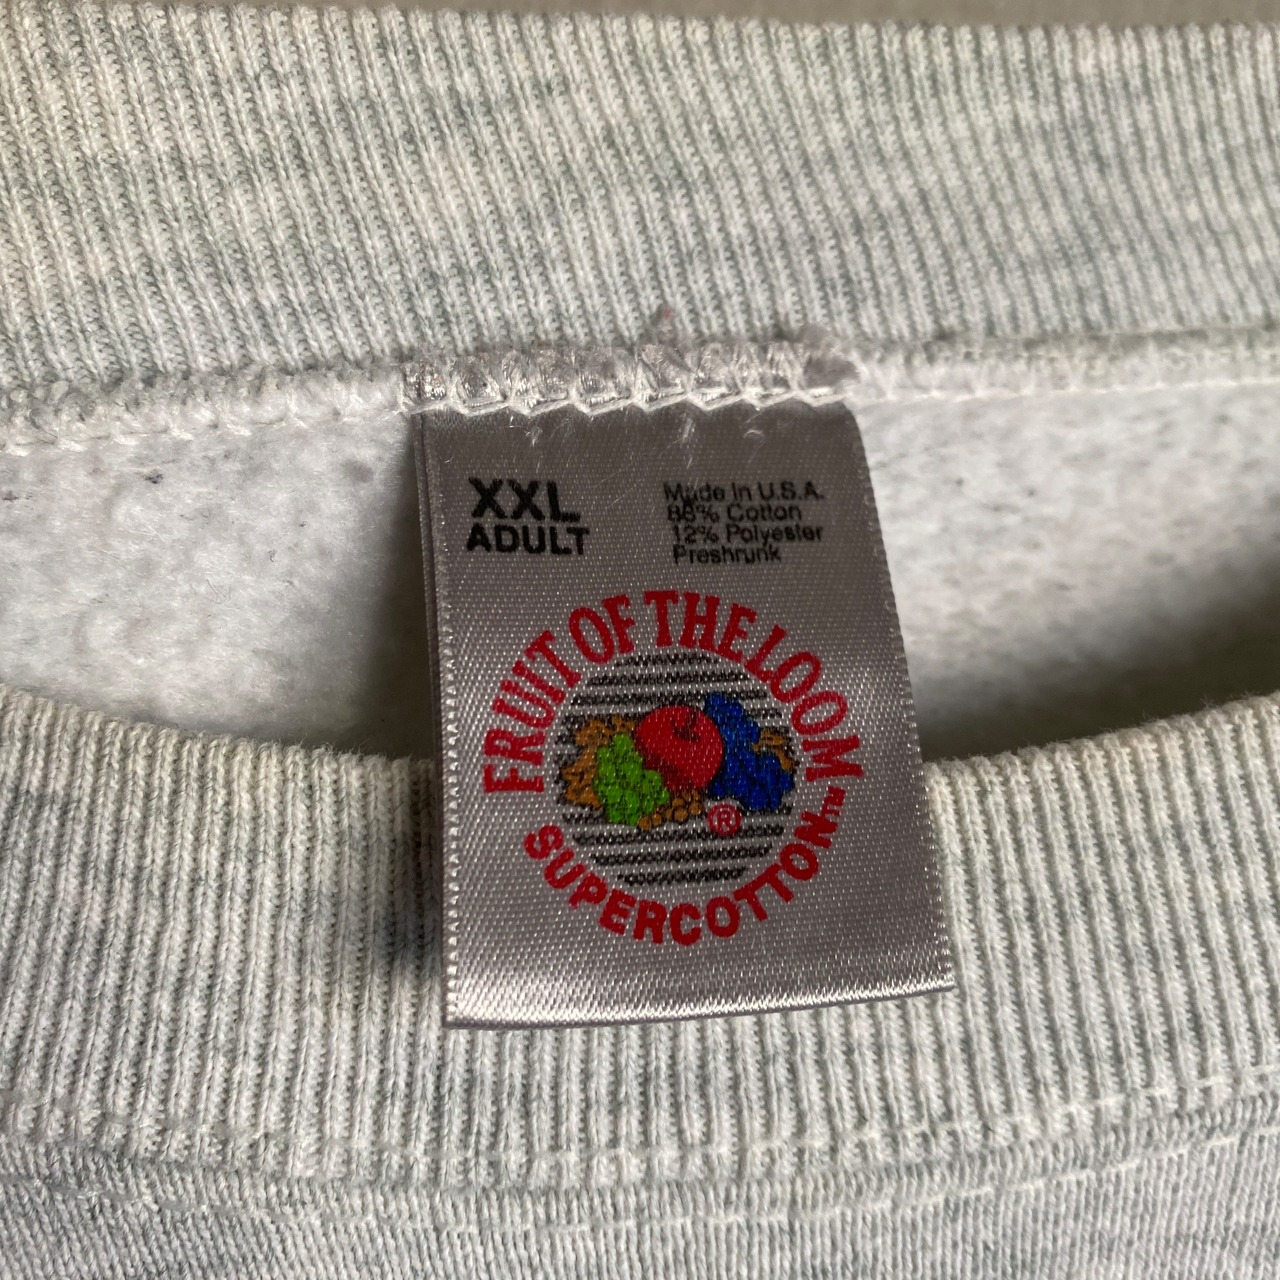 XXL
ADULT
Made In U.S.A.
88% Cotton
12% Polyester
Preshrunk
FRUIT OF THE LOOM
®
SUPERCOTTON™